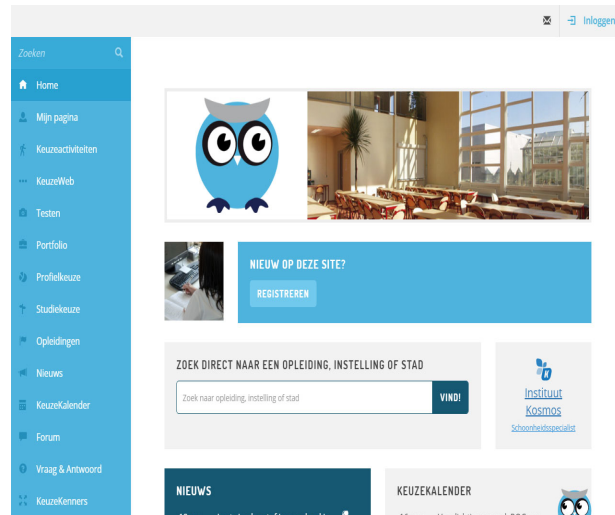 Inloggen
Zoeken
Home
Mijn pagina
Keuzeactiviteiten
KeuzeWeb
Testen
Portfolio
Profielkeuze
Studiekeuze
Opleidingen
Nieuws
KeuzeKalender
Forum
Vraag & Antwoord
KeuzeKenners
NIEUW OP DEZE SITE?
REGISTREREN
ZOEK DIRECT NAAR EEN OPLEIDING, INSTELLING OF STAD
Zoek naar opleiding, instelling of stad
VIND!
Instituut
Kosmos
Schoonheidsspecialist
NIEUWS
KEUZEKALENDER